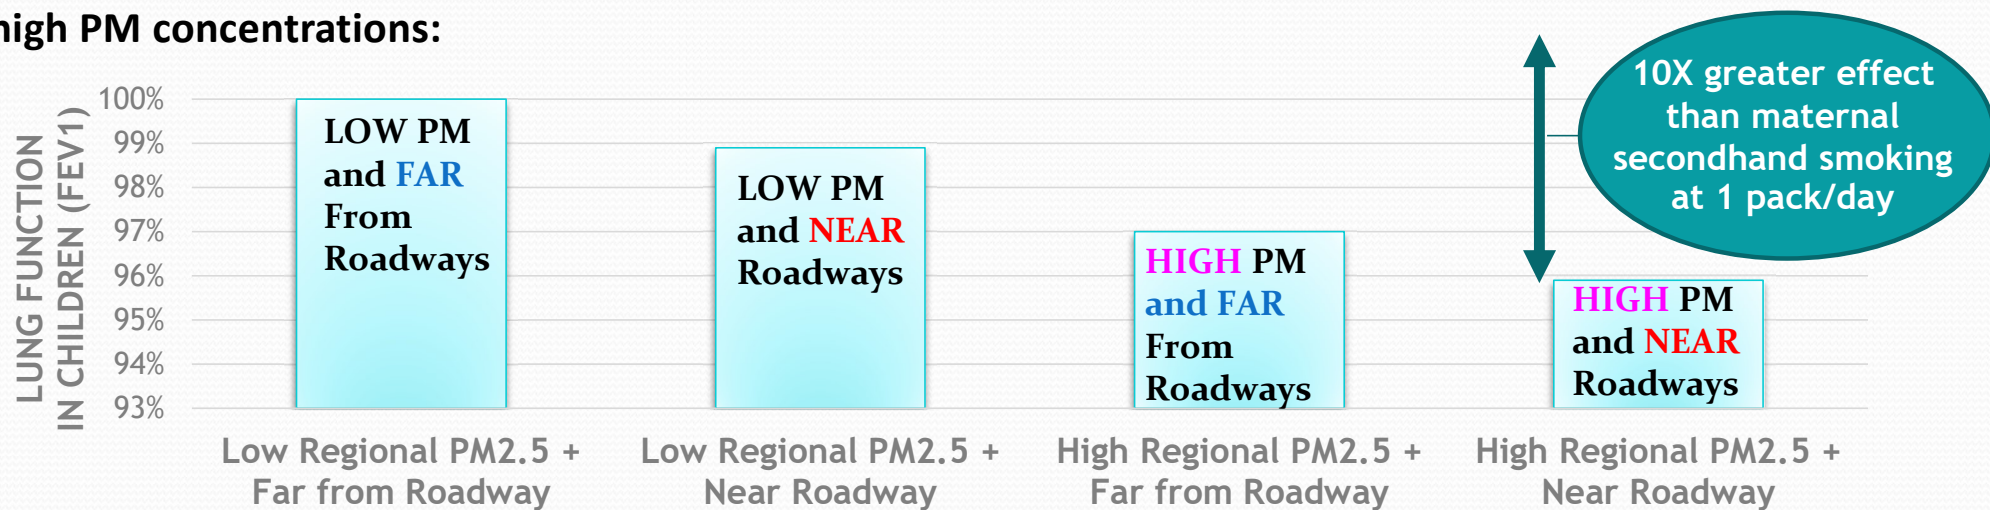 high PM concentrations:
10X greater effect
than maternal
secondhand smoking
at 1 pack/day
LUNG FUNCTION
IN CHILDREN (FEV1)
100%
99%
98%
97%
96%
95%
94%
93%
LOW PM
and FAR
From
Roadways
LOW PM
and NEAR
Roadways
HIGH PM
and FAR
From
Roadways
HIGH PM
and NEAR
Roadways
Low Regional PM2.5 +
Far from Roadway
Low Regional PM2.5 +
Near Roadway
High Regional PM2.5 +
Far from Roadway
High Regional PM2.5 +
Near Roadway